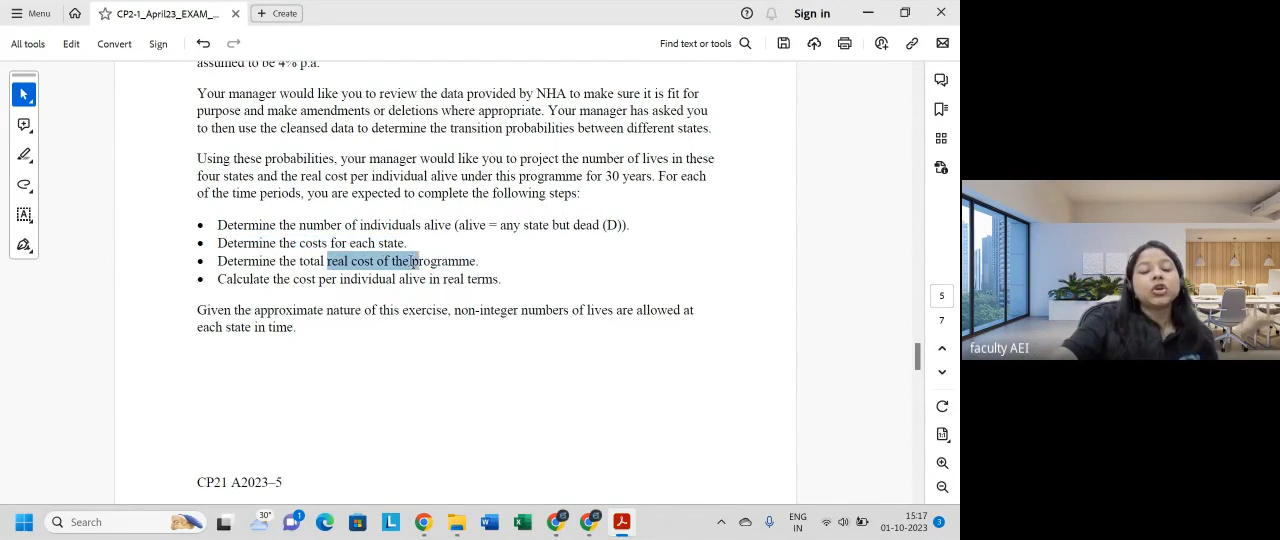 Menu
CP2-1_April23_EXAM_...
Create
Sign in
All tools
Edit
Convert
Sign
Find text or tools
assumed to be 4% p.a.
Your manager would like you to review the data provided by NHA to make sure it is fit for
purpose and make amendments or deletions where appropriate. Your manager has asked you
to then use the cleansed data to determine the transition probabilities between different states.
Using these probabilities, your manager would like you to project the number of lives in these
four states and the real cost per individual alive under this programme for 30 years. For each
of the time periods, you are expected to complete the following steps:
• Determine the number of individuals alive (alive = any state but dead (D)).
• Determine the costs for each state.
• Determine the total real cost of the programme.
• Calculate the cost per individual alive in real terms.
Given the approximate nature of this exercise, non-integer numbers of lives are allowed at
each state in time.
CP21 A2023–5
5
7
faculty AEI
Search
30°
1
ENG
IN
15:17
01-10-2023
3